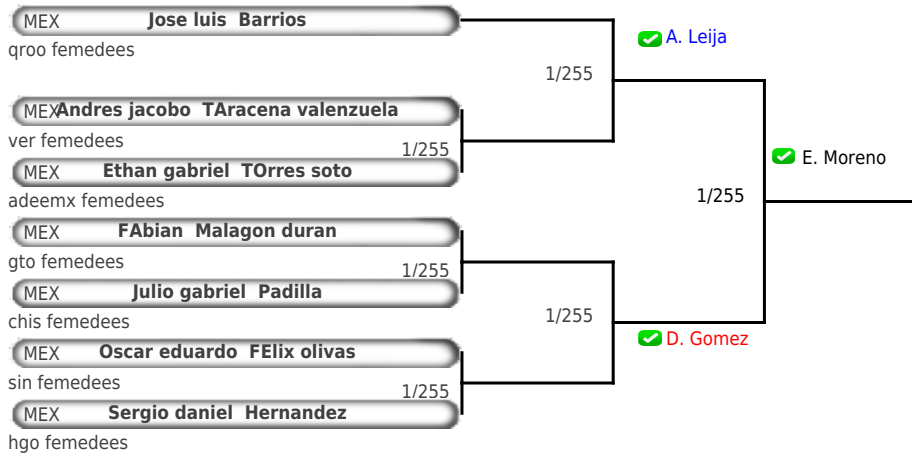 MEX Jose luis Barrios
qroo femedees
A. Leija
1/255
MEX Andres jacobo TAracena valenzuela
ver femedees
1/255
MEX Ethan gabriel TOrres soto
adeemx femedees
E. Moreno
1/255
MEX FAbian Malagon duran
gto femedees
1/255
MEX Julio gabriel Padilla
chis femedees
1/255
D. Gomez
MEX Oscar eduardo FElix olivas
sin femedees
1/255
MEX Sergio daniel Hernandez
hgo femedees